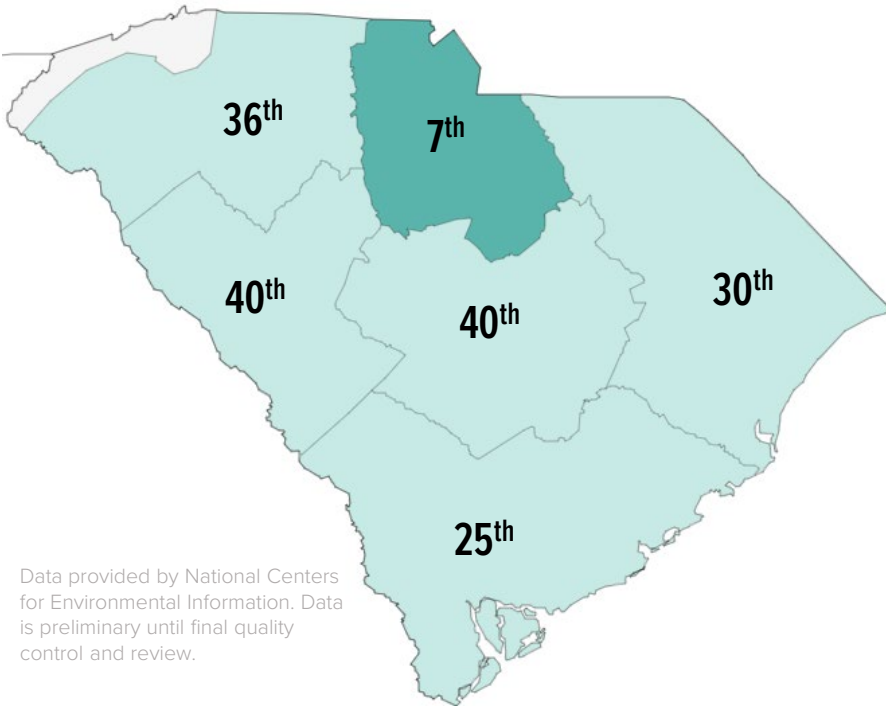 36th
7th
40th
40th
30th
25th
Data provided by National Centers
for Environmental Information. Data
is preliminary until final quality
control and review.